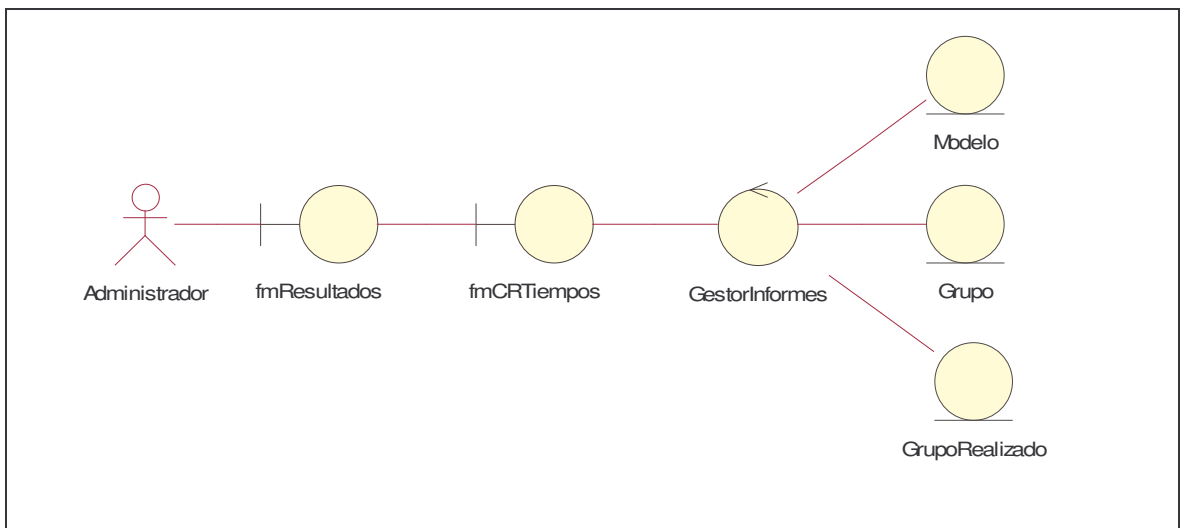 Modelo
Administrador
fmResultados
fmCRTiempos
GestorInformes
Grupo
GrupoRealizado